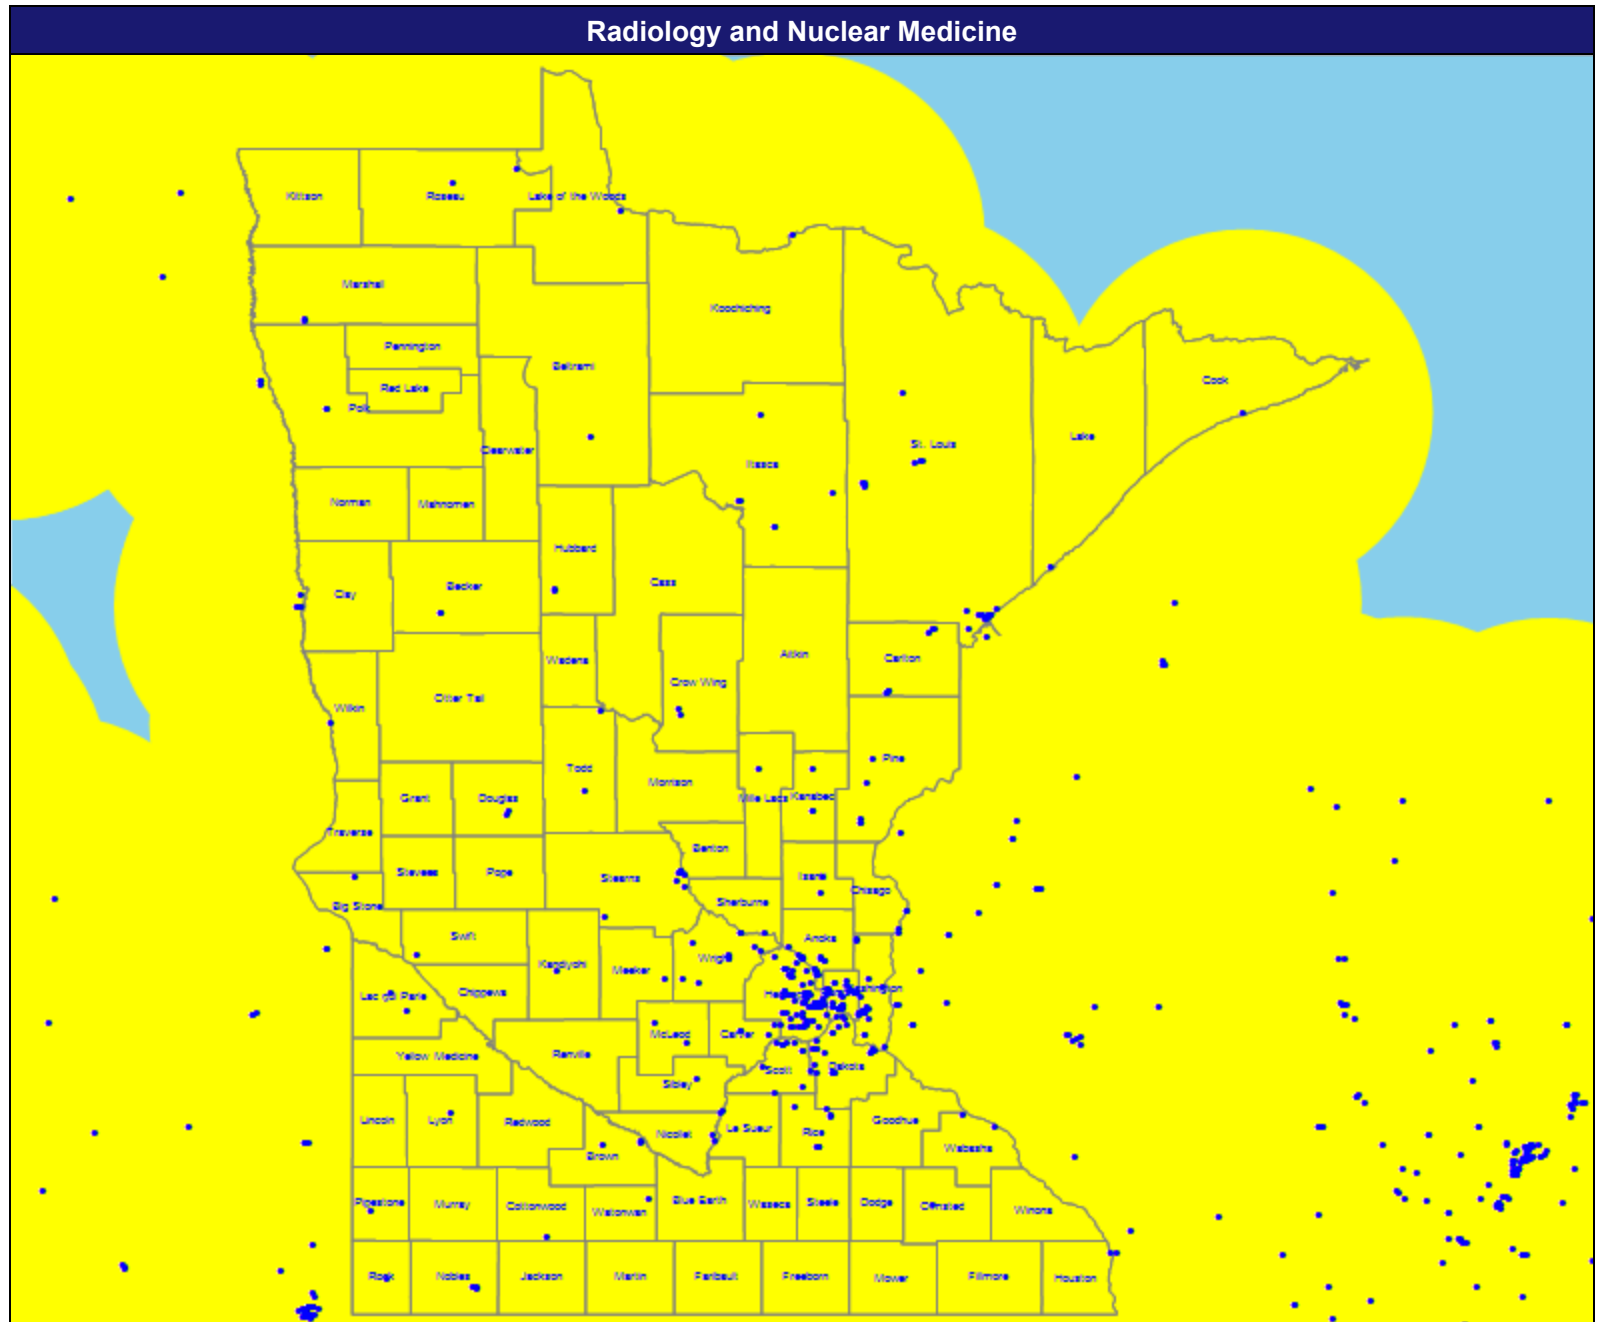 Radiology and Nuclear Medicine
Kittson
Roseau
Lake of the Woods
Marshall
Koochiching
Pennington
Beltrami
Red Lake
Cook
Polk
Lake
St. Louis
Clearwater
Itasca
Norman
Mahnomen
Hubbard
Cass
Becker
Clay
Aitkin
Carlton
Wadena
Crow Wing
Otter Tail
Wilkin
Pine
Todd
Morrison
Grant
Douglas
Mille Lacs
Kanabec
Traverse
Benton
Stevens
Pope
Stearns
Isanti
Chisago
Sherburne
Big Stone
Swift
Anoka
Wright
Kandiyohi
Meeker
Chippewa
Lac qui Parle
Washington
McLeod
Carver
Renville
Yellow Medicine
Scott
Dakota
Sibley
Lincoln
Lyon
Redwood
Goodhue
Le Sueur
Rice
Nicollet
Wabasha
Brown
Pipestone
Murray
Cottonwood
Watonwan
Blue Earth
Waseca
Steele
Dodge
Olmsted
Winona
Rock
Nobles
Jackson
Martin
Faribault
Freeborn
Mower
Fillmore
Houston